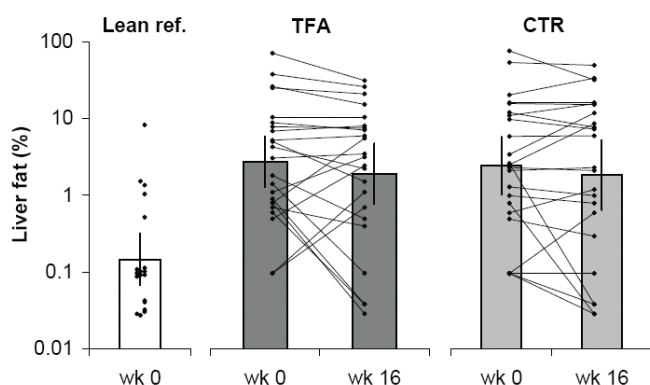 Lean ref. TFA CTR
100
10
1
0.1
0.01
Liver fat (%)
wk 0 wk 0 wk 16 wk 0 wk 16